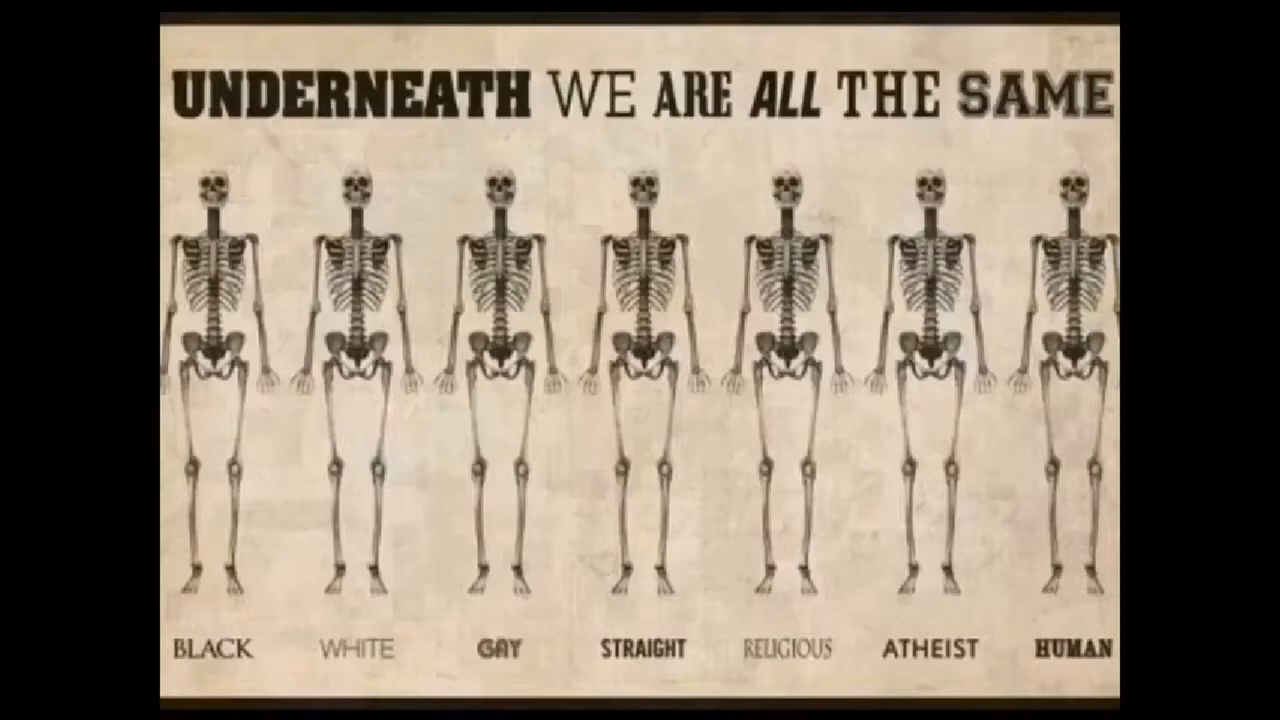 UNDERNEATH WE ARE ALL THE SAME
BLACK WHITE GAY STRAIGHT RELIGIOUS ATHEIST HUMAN